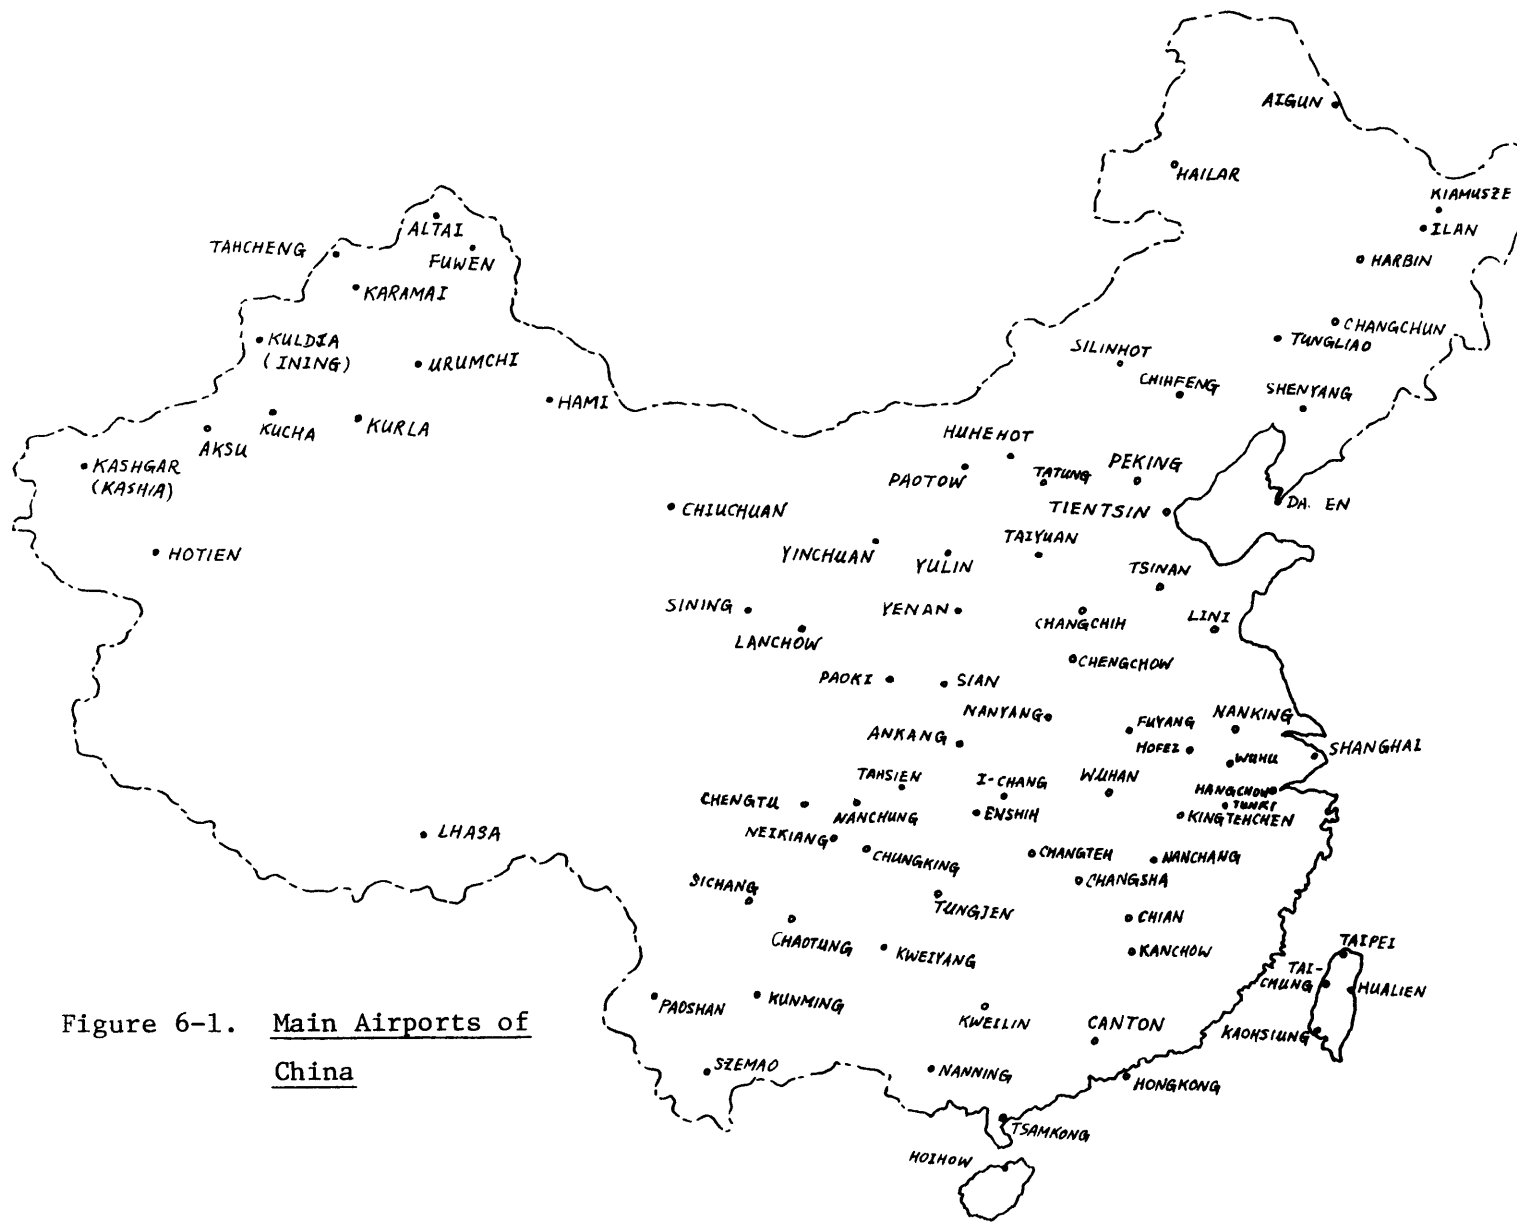 AIGUN
HAILAR
KIAMUSZE
ILAN
HARBIN
ALTAI
TAHCHENG
FUWEN
KARAMAI
CHANGCHUN
TUNGLIAO
KULDJA
(INING)
URUMCHI
SILINHOT
CHIHFENG
SHENYANG
HAMI
KUCHA
KURLA
AKSU
HUHEHOT
KASHGAR
(KASHIA)
PAOTOW
TATUNG
PEKING
CHIUCHUAN
TIENTSIN
DA. EN
HOTIEN
YINCHUAN
YULIN
TAIYUAN
TSINAN
SINING
YENAN
CHANGCHIH
LINI
LANCHOW
CHENGCHOW
PAOKI
SIAN
NANYANG
FUYANG
NANKING
ANKANG
HOFEI
WUHU
SHANGHAI
TAHSIEN
I-CHANG
WUHAN
HANGCHOW
CHENGTU
NANCHUNG
ENSHIH
TUNKI
KINGTEHCHEN
LHASA
NEIKIANG
CHUNGKING
CHANGTEH
NANCHANG
SICHANG
CHANGSHA
TUNGJEN
CHIAN
CHAOTUNG
KWEIYANG
KANCHOW
TAIPEI
TAI-
CHUNG
HUALIEN
PAOSHAN
KUNMING
KWEILIN
CANTON
KAOHSIUNG
Figure 6-1. Main Airports of
China
SZEMAO
NANNING
HONGKONG
TSAMKONG
HOIHOW